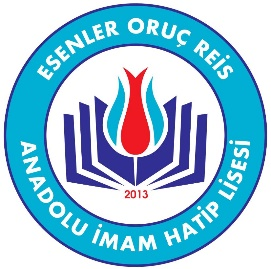 ESENLER ORUÇ REİS
2013
ANADOLU İMAM HATİP LİSESİ